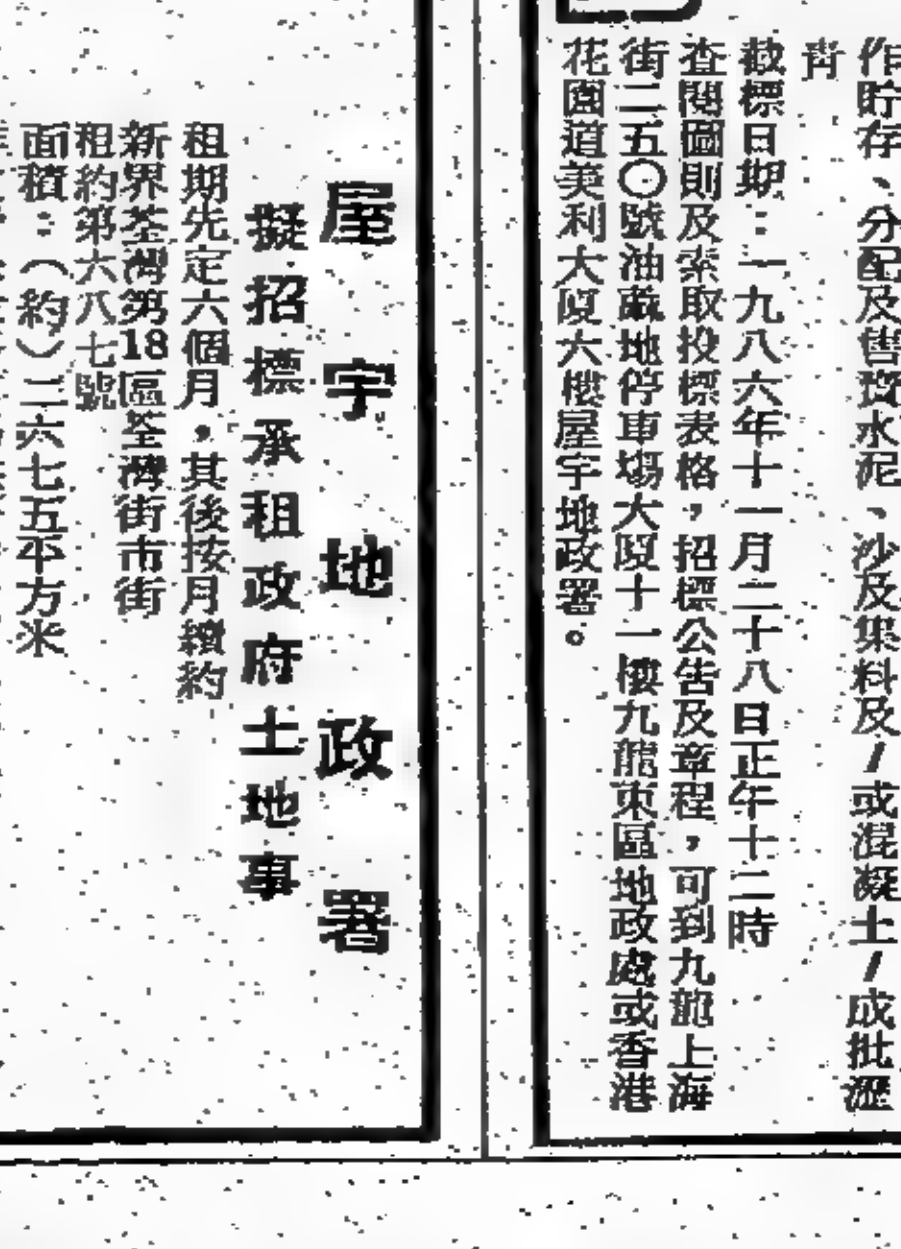 作貯存、分配及售賣水泥、沙及集料及/或混凝土/成批瀝
青
截標日期：一九八六年十一月二十八日正午十二時
查閱圖則及索取投標表格，招標公告及章程，可到九龍上海
街二五〇號油蔴地停車場大厦十一樓九龍東區地政處或香港
花園道美利大厦六樓屋宇地政署。
屋宇地政署
擬招標承租政府土地事
租期先定六個月，其後按月續約
新界荃灣第18區荃灣街市街
租約第六八七號
面積：（約）二六七五平方米